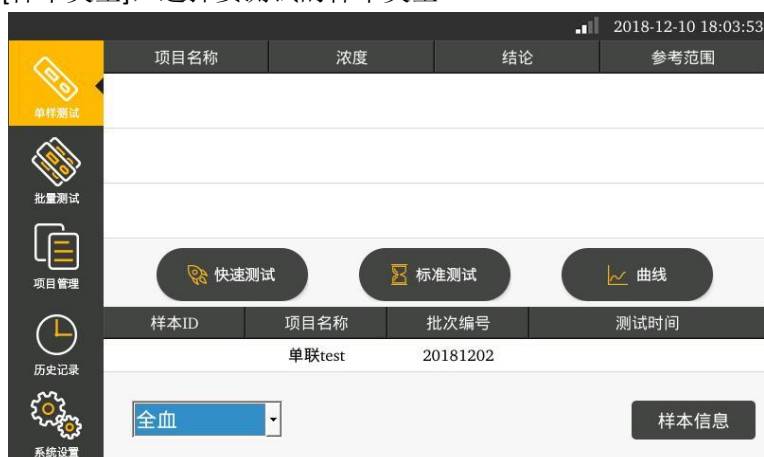 2018-12-10 18:03:53
项目名称 浓度 结论 参考范围
单样测试
批量测试
快速测试 标准测试 曲线
项目管理
样本ID 项目名称 批次编号 测试时间
单联test 20181202
历史记录
全血 样本信息
系统设置